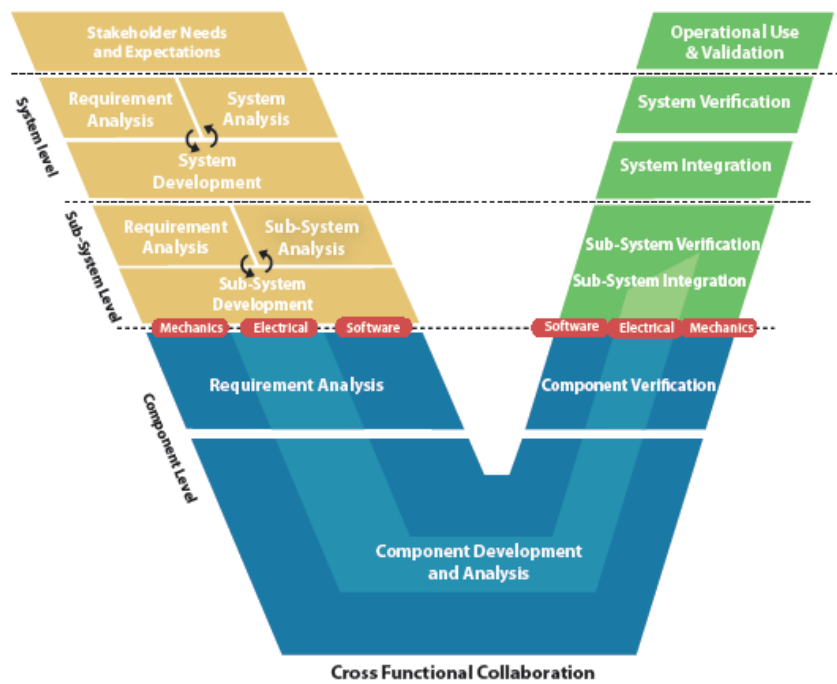 Stakeholder Needs
and Expectations
Operational Use
& Validation
System level
Requirement
Analysis
System
Analysis
System Verification
System
Development
System Integration
Sub-System Level
Requirement
Analysis
Sub-System
Analysis
Sub-System Verification
Sub-System
Development
Sub-System Integration
Mechanics
Electrical
Software
Software
Electrical
Mechanics
Component Level
Requirement Analysis
Component Verification
Component Development
and Analysis
Cross Functional Collaboration